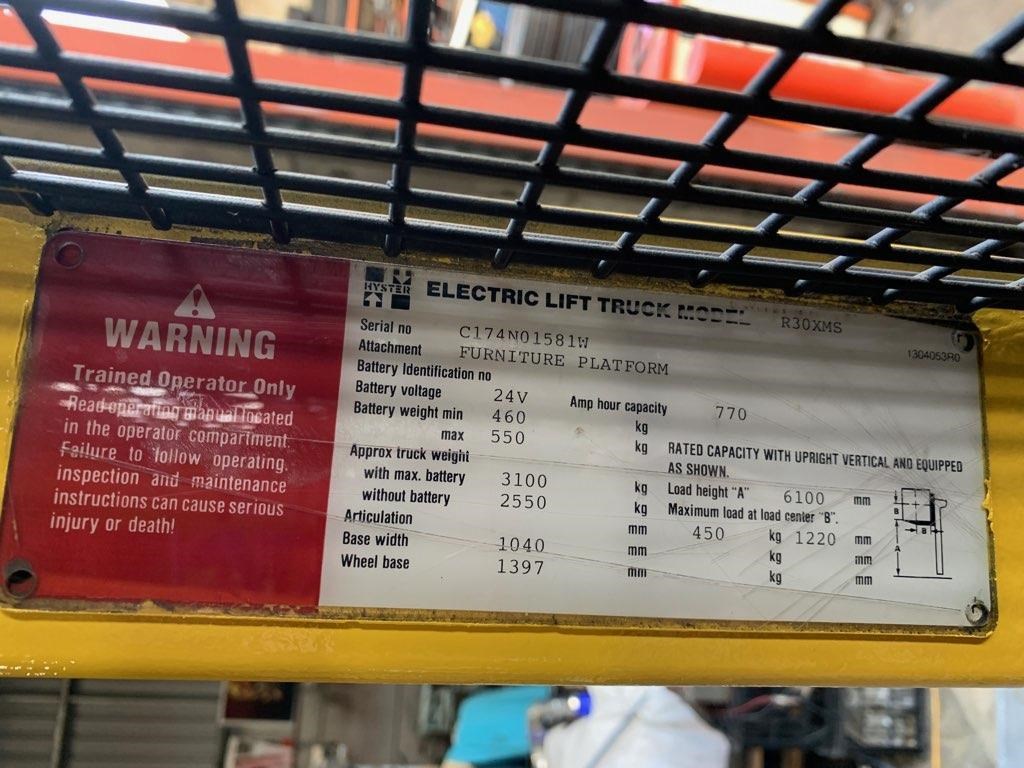 WARNING
Trained Operator Only
Read operating manual located
in the operator compartment
Failure to follow operating,
inspection and maintenance
instructions can cause serious
injury or death!
HYSTER
ELECTRIC LIFT TRUCK MODEL R30XMS
1304053R0
Serial no C174N01581W
Attachment FURNITURE PLATFORM
Battery Identification no
Battery voltage 24V Amp hour capacity 770
Battery weight min 460 kg
max 550 kg
RATED CAPACITY WITH UPRIGHT VERTICAL AND EQUIPPED
AS SHOWN.
Approx truck weight
with max. battery 3100 kg
without battery 2550 kg
Articulation mm
Base width 1040 mm
Wheel base 1397 mm
Load height "A" 6100 mm
Maximum load at load center "B".
450 kg 1220 mm
kg mm
kg mm
B
B
A